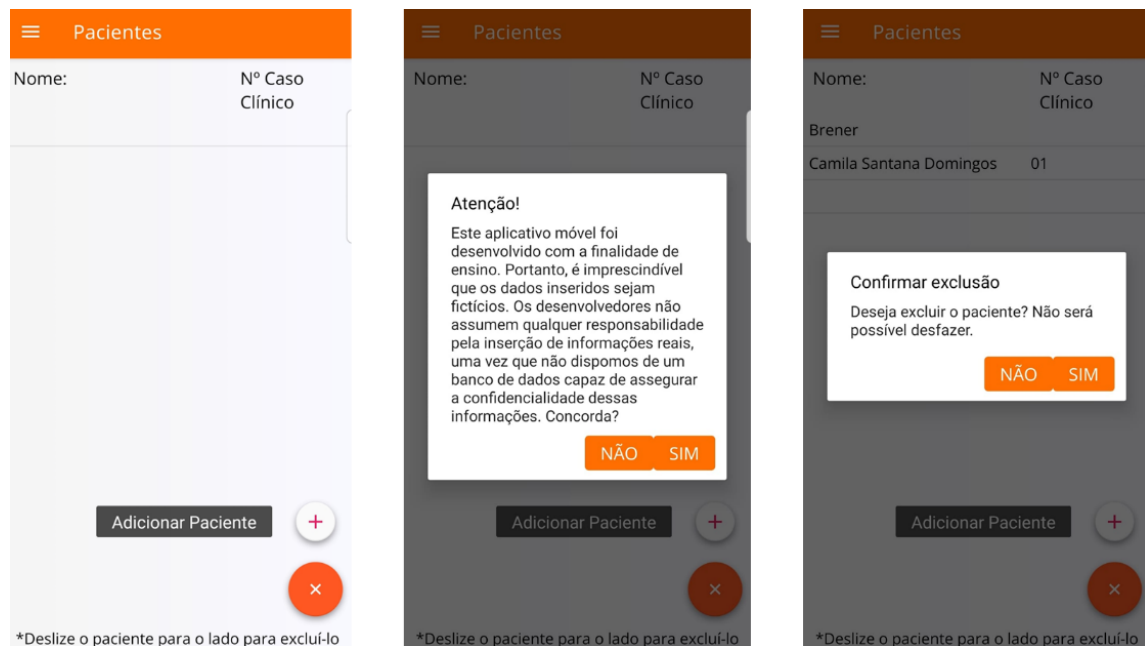 Pacientes
Nome:
Nº Caso
Clínico
Adicionar Paciente
*Deslize o paciente para o lado para excluí-lo
Pacientes
Nome:
Nº Caso
Clínico
Atenção!
Este aplicativo móvel foi
desenvolvido com a finalidade de
ensino. Portanto, é imprescindível
que os dados inseridos sejam
fictícios. Os desenvolvedores não
assumem qualquer responsabilidade
pela inserção de informações reais,
uma vez que não dispomos de um
banco de dados capaz de assegurar
a confidencialidade dessas
informações. Concorda?
NÃO SIM
Adicionar Paciente
*Deslize o paciente para o lado para excluí-lo
Pacientes
Nome:
Nº Caso
Clínico
Brener
Camila Santana Domingos 01
Confirmar exclusão
Deseja excluir o paciente? Não será
possível desfazer.
NÃO SIM
Adicionar Paciente
*Deslize o paciente para o lado para excluí-lo